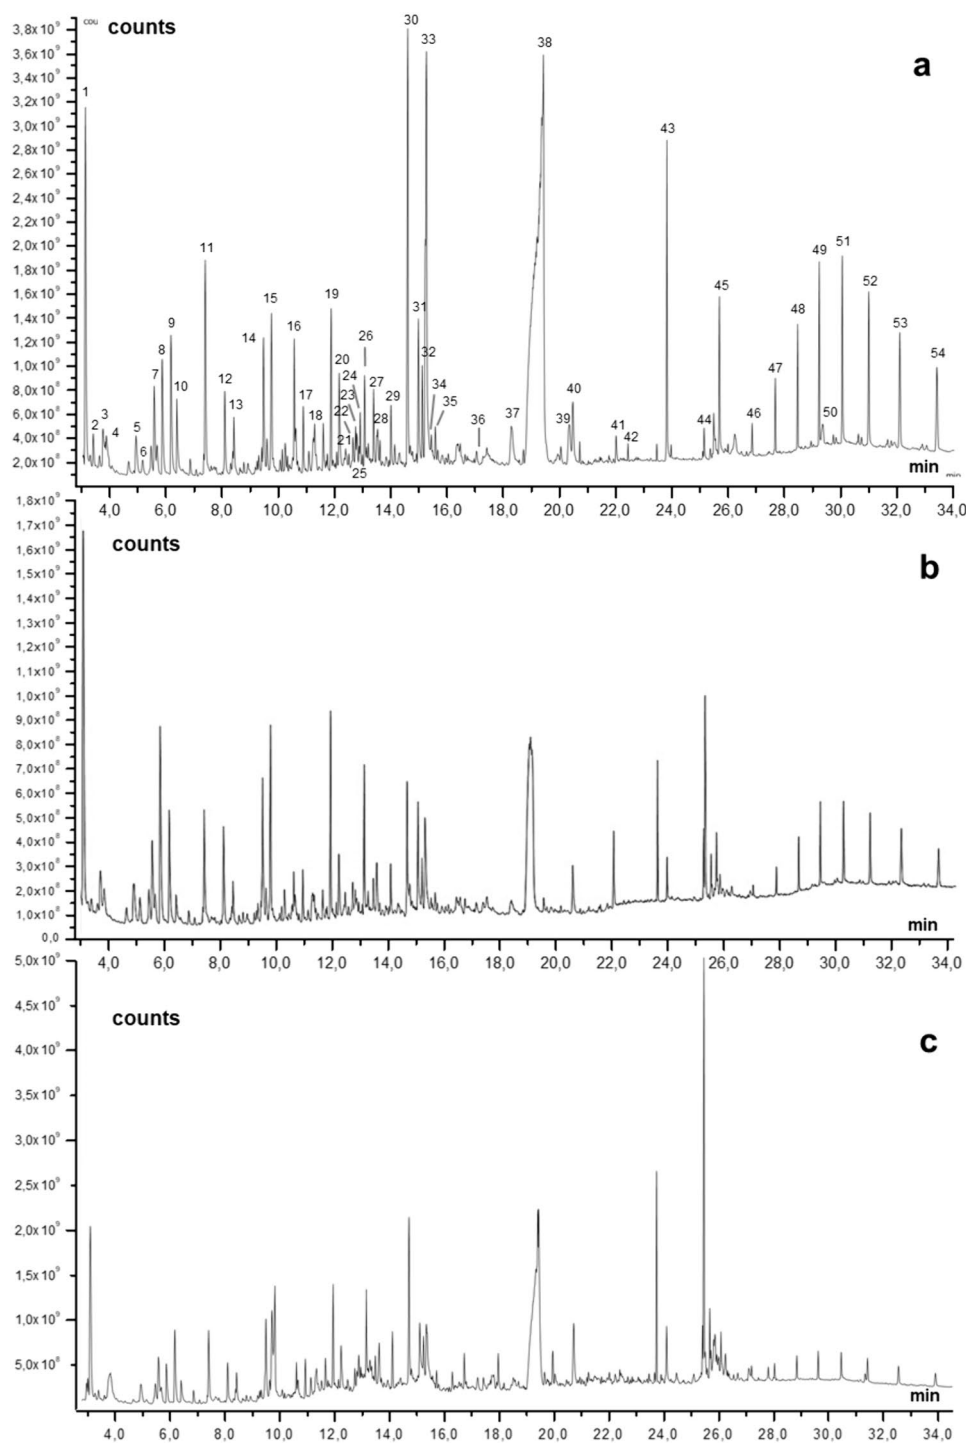 cou
counts
a
3,8x10⁹
3,6x10⁹
3,4x10⁹
3,2x10⁹
3,0x10⁹
2,8x10⁹
2,6x10⁹
2,4x10⁹
2,2x10⁹
2,0x10⁹
1,8x10⁹
1,6x10⁹
1,4x10⁹
1,2x10⁹
1,0x10⁹
8,0x10⁸
6,0x10⁸
4,0x10⁸
2,0x10⁸
1 2 3 4 5 6 7 8 9 10 11 12 13 14 15 16 17 18 19 20 21 22 23 24 25 26 27 28 29 30 31 32 33 34 35 36 37 38 39 40 41 42 43 44 45 46 47 48 49 50 51 52 53 54
min
min
4,0 6,0 8,0 10,0 12,0 14,0 16,0 18,0 20,0 22,0 24,0 26,0 28,0 30,0 32,0 34,0
counts
b
1,8x10⁹
1,7x10⁹
1,6x10⁹
1,5x10⁹
1,4x10⁹
1,3x10⁹
1,2x10⁹
1,1x10⁹
1,0x10⁹
9,0x10⁸
8,0x10⁸
7,0x10⁸
6,0x10⁸
5,0x10⁸
4,0x10⁸
3,0x10⁸
2,0x10⁸
1,0x10⁸
0,0
min
4,0 6,0 8,0 10,0 12,0 14,0 16,0 18,0 20,0 22,0 24,0 26,0 28,0 30,0 32,0 34,0
counts
c
5,0x10⁹
4,5x10⁹
4,0x10⁹
3,5x10⁹
3,0x10⁹
2,5x10⁹
2,0x10⁹
1,5x10⁹
1,0x10⁹
5,0x10⁸
min
4,0 6,0 8,0 10,0 12,0 14,0 16,0 18,0 20,0 22,0 24,0 26,0 28,0 30,0 32,0 34,0